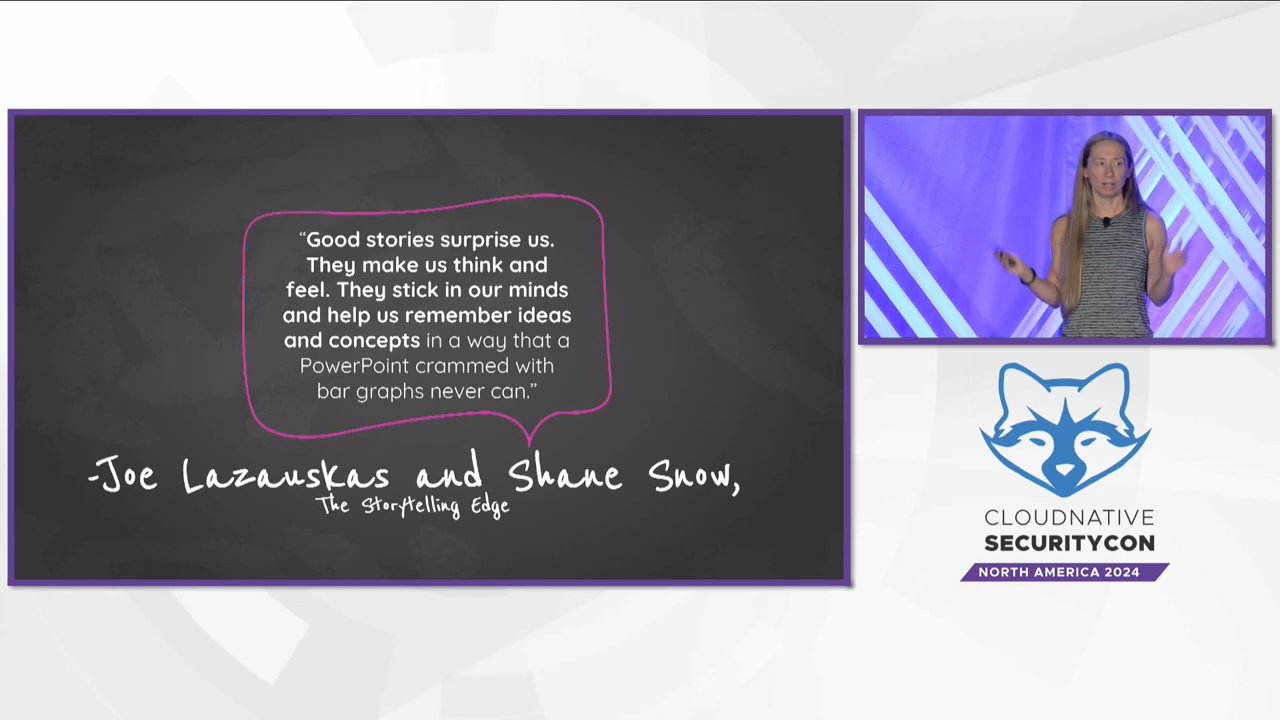 “Good stories surprise us.
They make us think and
feel. They stick in our minds
and help us remember ideas
and concepts in a way that a
PowerPoint crammed with
bar graphs never can.”
-Joe Lazauskas and Shane Snow,
The Storytelling Edge
CLOUDNATIVE
SECURITYCON
NORTH AMERICA 2024